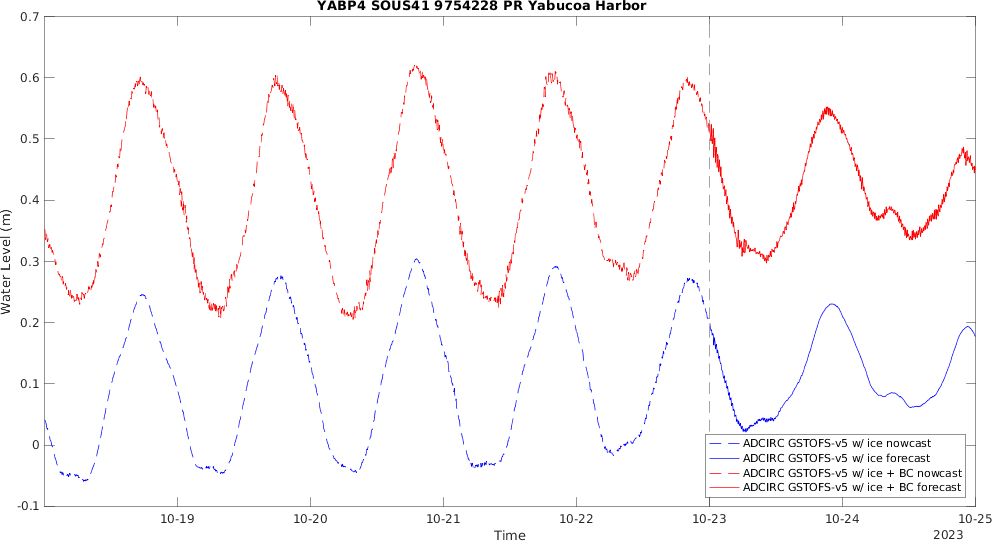 YABP4 SOUS41 9754228 PR Yabucoa Harbor
Water Level (m)
0.7
0.6
0.5
0.4
0.3
0.2
0.1
0
-0.1
ADCIRC GSTOFS-v5 w/ ice nowcast
ADCIRC GSTOFS-v5 w/ ice forecast
ADCIRC GSTOFS-v5 w/ ice + BC nowcast
ADCIRC GSTOFS-v5 w/ ice + BC forecast
10-19 10-20 10-21 10-22 10-23 10-24 10-25
Time
2023